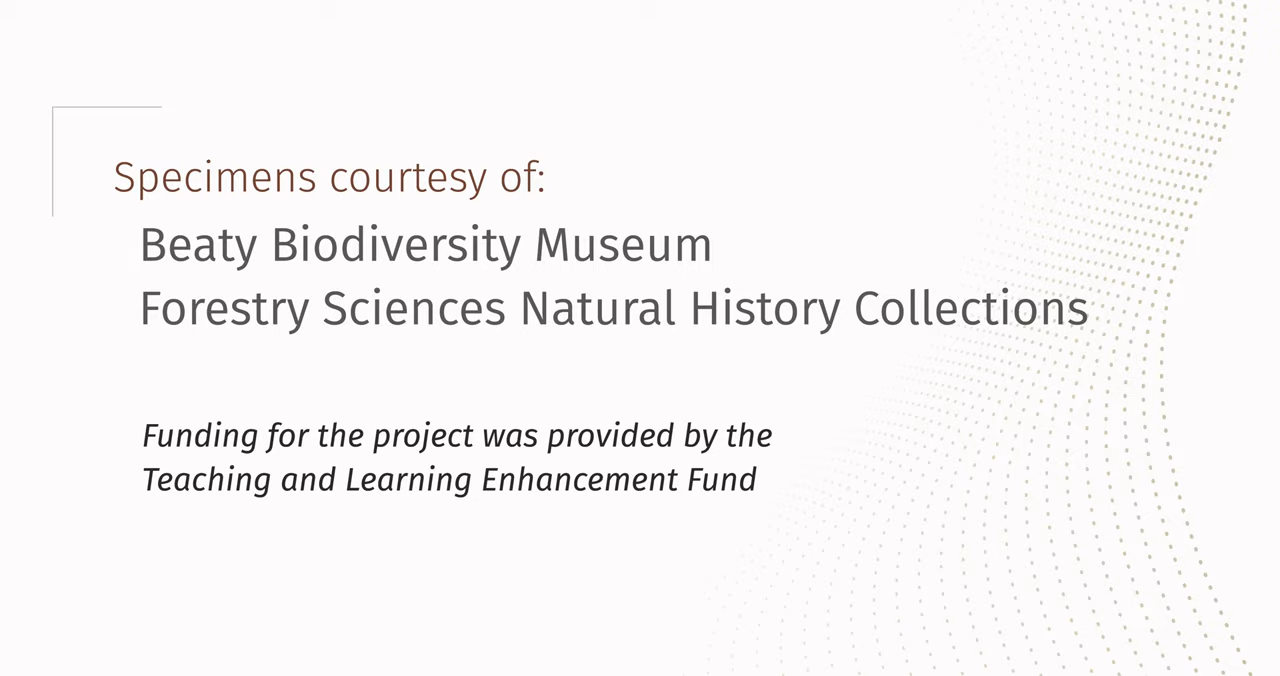 Specimens courtesy of:
Beaty Biodiversity Museum
Forestry Sciences Natural History Collections
Funding for the project was provided by the
Teaching and Learning Enhancement Fund